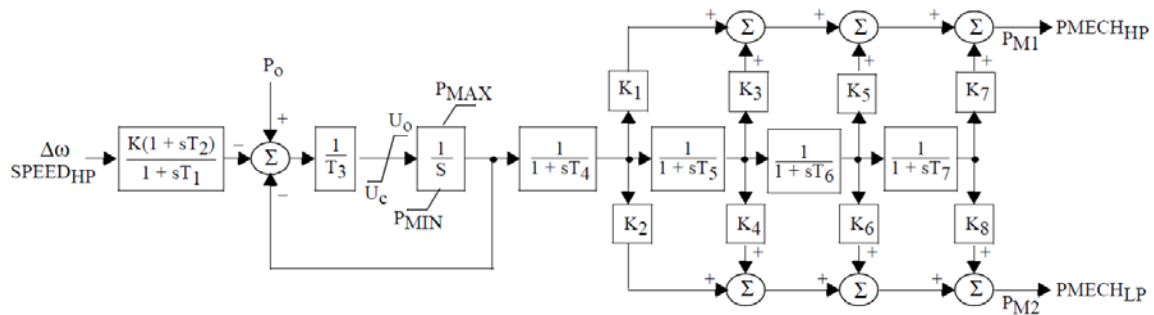 Δω
SPEED_HP
K(1 + sT_2)
1 + sT_1
P_o
+
−
Σ
−
1
T_3
U_o
U_c
P_MAX
1
S
P_MIN
1
1 + sT_4
K_1
K_2
1
1 + sT_5
+
Σ
+
K_3
K_4
+
+
Σ
1
1 + sT_6
+
Σ
+
K_5
K_6
+
+
Σ
1
1 + sT_7
+
Σ
+
K_7
K_8
+
+
Σ
P_M1
PMECH_HP
P_M2
PMECH_LP